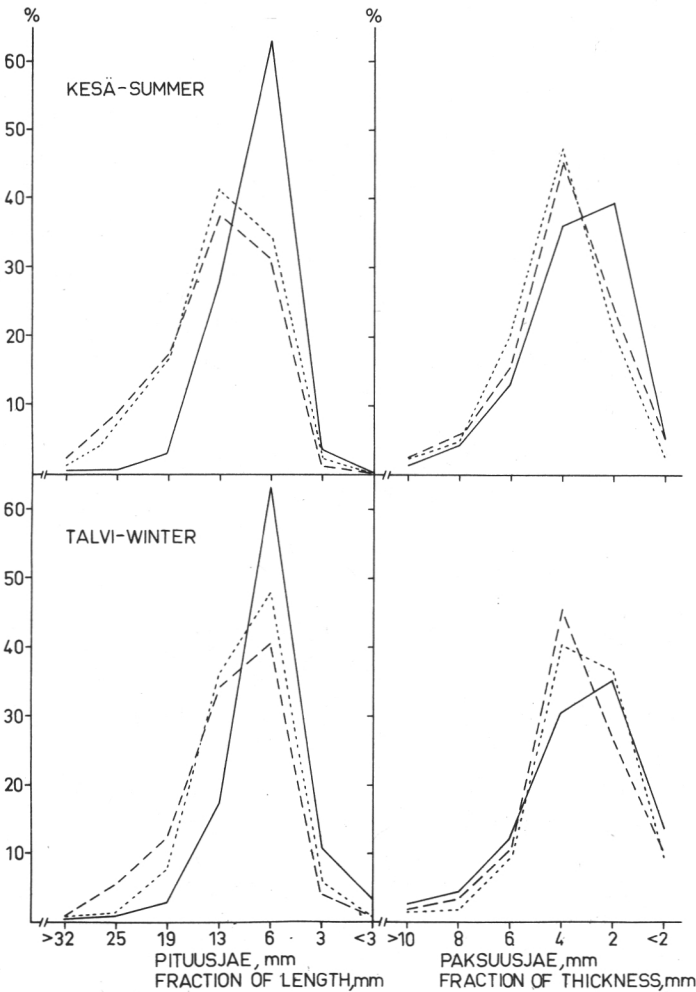 % %
60
KESÄ-SUMMER
50
40
30
20
10
60
TALVI-WINTER
50
40
30
20
10
>32 25 19 13 6 3 <3 >10 8 6 4 2 <2
PITUUSJAE, mm PAKSUUSJAE, mm
FRACTION OF LENGTH, mm FRACTION OF THICKNESS, mm